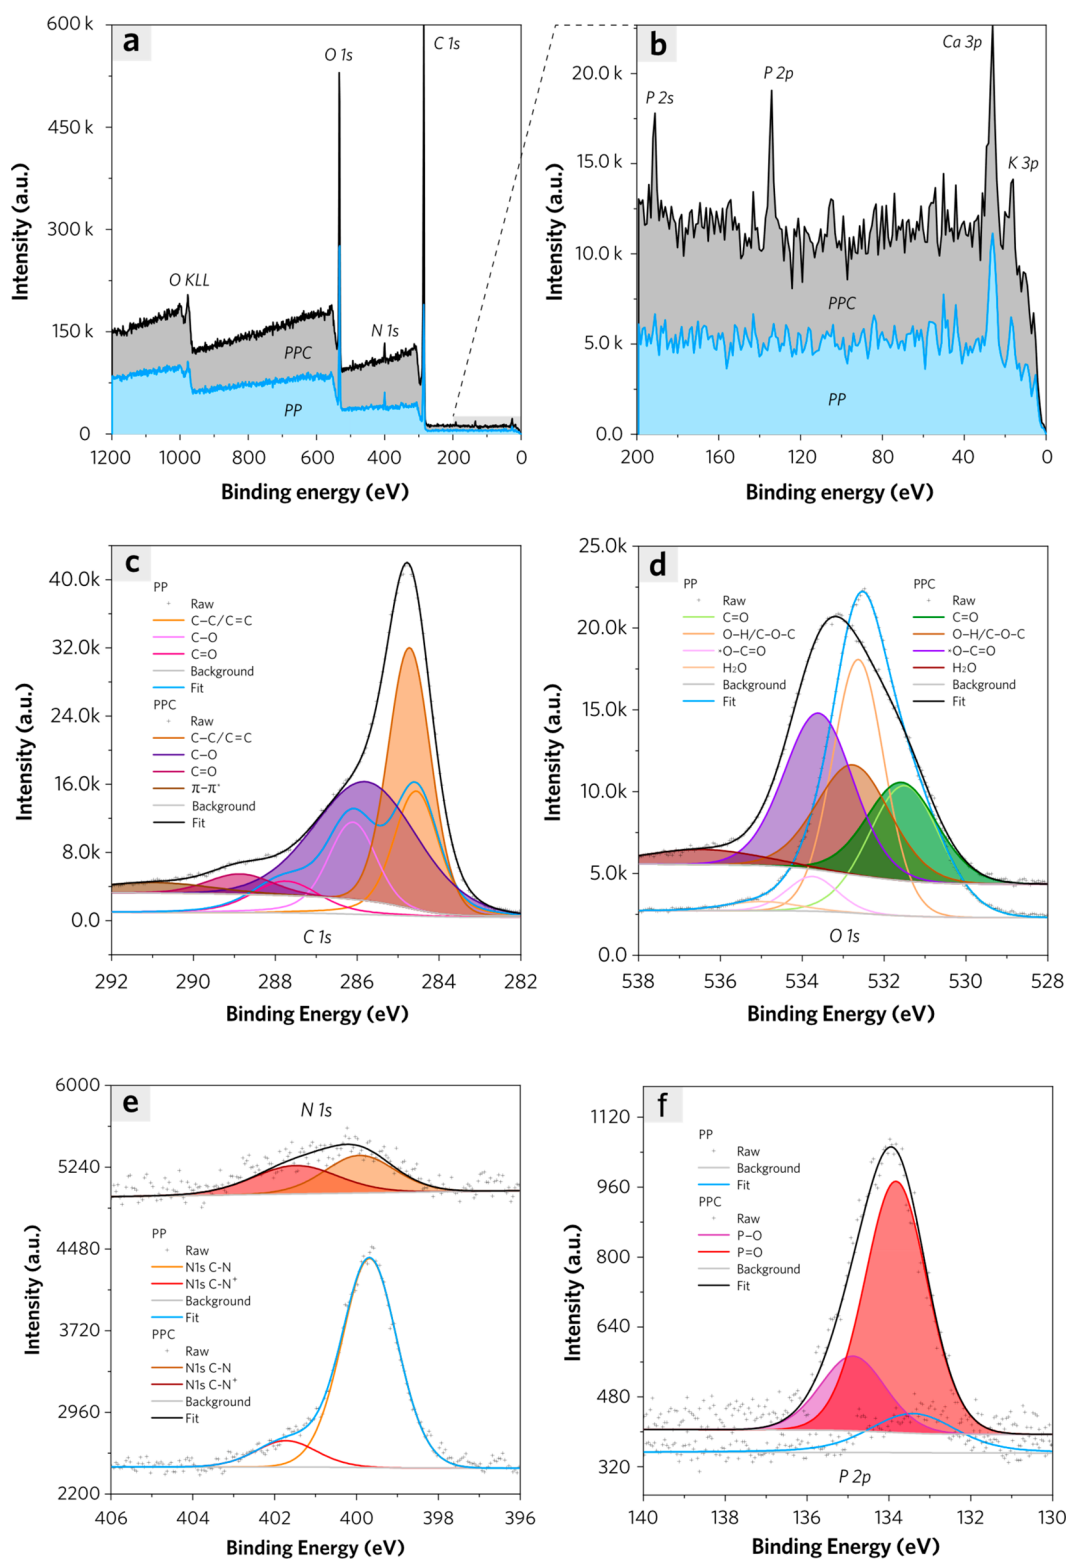 a
600 k
450 k
300 k
150 k
0
1200
1000
800
600
400
200
0
Intensity (a.u.)
Binding energy (eV)
O KLL
O 1s
N 1s
C 1s
PPC
PP
b
20.0k
15.0 k
10.0k
5.0k
0.0
200
160
120
80
40
0
Intensity (a.u.)
Binding energy (eV)
P 2s
P 2p
Ca 3p
K 3p
PPC
PP
c
40.0k
32.0k
24.0k
16.0k
8.0k
0.0
292
290
288
286
284
282
Intensity (a.u.)
Binding Energy (eV)
PP
Raw
C–C/C=C
C–O
C=O
Background
Fit
PPC
Raw
C–C/C=C
C–O
C=O
π–π*
Background
Fit
C 1s
d
25.0k
20.0k
15.0k
10.0k
5.0k
0.0
538
536
534
532
530
528
Intensity (a.u.)
Binding Energy (eV)
PP
Raw
C=O
O–H/C–O–C
*O–C=O
H₂O
Background
Fit
PPC
Raw
C=O
O–H/C–O–C
*O–C=O
H₂O
Background
Fit
O 1s
e
6000
5240
4480
3720
2960
2200
406
404
402
400
398
396
Intensity (a.u.)
Binding Energy (eV)
N 1s
PP
Raw
N1s C-N
N1s C-N⁺
Background
Fit
PPC
Raw
N1s C-N
N1s C-N⁺
Background
Fit
f
1120
960
800
640
480
320
140
138
136
134
132
130
Intensity (a.u.)
Binding Energy (eV)
PP
Raw
Background
Fit
PPC
Raw
P–O
P=O
Background
Fit
P 2p